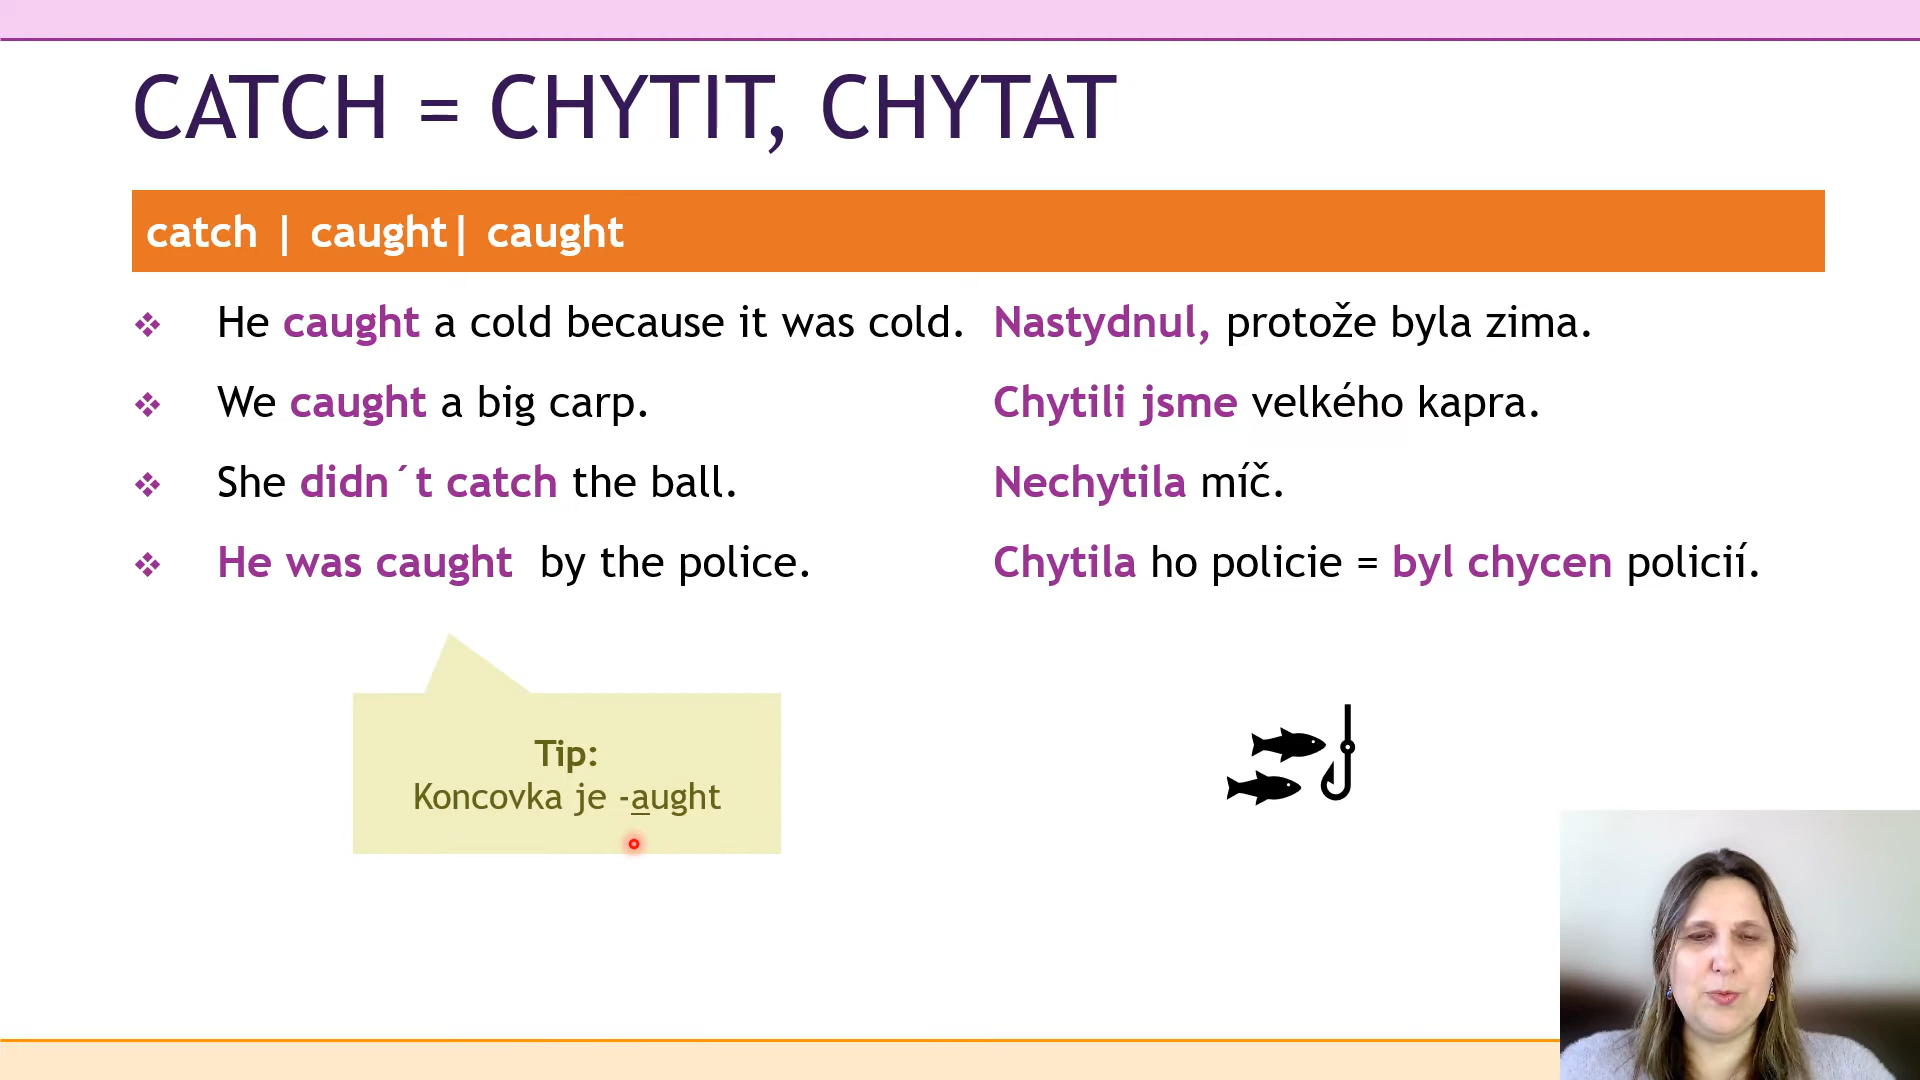 CATCH = CHYTIT, CHYTAT
catch | caught| caught
❖ He caught a cold because it was cold. Nastydnul, protože byla zima.
❖ We caught a big carp. Chytili jsme velkého kapra.
❖ She didn´t catch the ball. Nechytila míč.
❖ He was caught by the police. Chytila ho policie = byl chycen policií.
Tip:
Koncovka je -aught